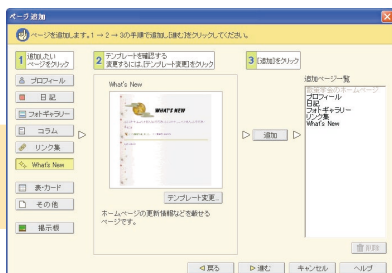 ページ追加
ページを追加します。1 → 2 → 3の手順で追加し、[進む]をクリックしてください。
1 追加したいページをクリック
2 テンプレートを確認する
変更するには、[テンプレート変更]をクリック
3 [追加]をクリック
プロフィール
日記
フォトギャラリー
コラム
リンク集
What's New
表・カード
その他
掲示板
What's New
WHAT'S NEW
テンプレート変更...
ホームページの更新情報などを載せるページです。
追加
追加ページ一覧
プロフィール
日記
フォトギャラリー
リンク集
What's New
削除
戻る
進む
キャンセル
ヘルプ